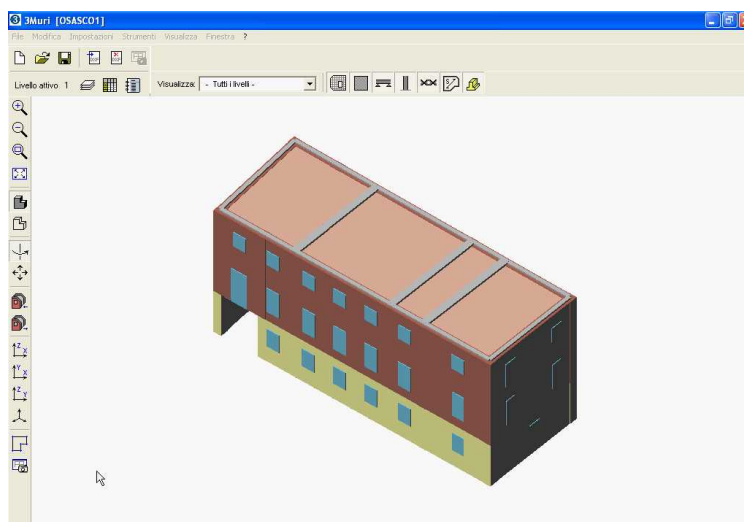 3Muri [OSASCO1]
File Modifica Impostazioni Strumenti Visualizza Finestra ?
Livello attivo 1 Visualizza: - Tutti i livelli -
Z X
Y X
Z Y